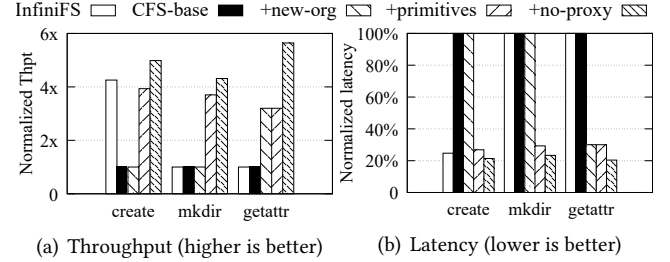 InfiniFS CFS-base +new-org +primitives +no-proxy
Normalized Thpt
6x
4x
2x
0
create mkdir getattr
(a) Throughput (higher is better)
Normalized latency
100%
80%
60%
40%
20%
0
create mkdir getattr
(b) Latency (lower is better)